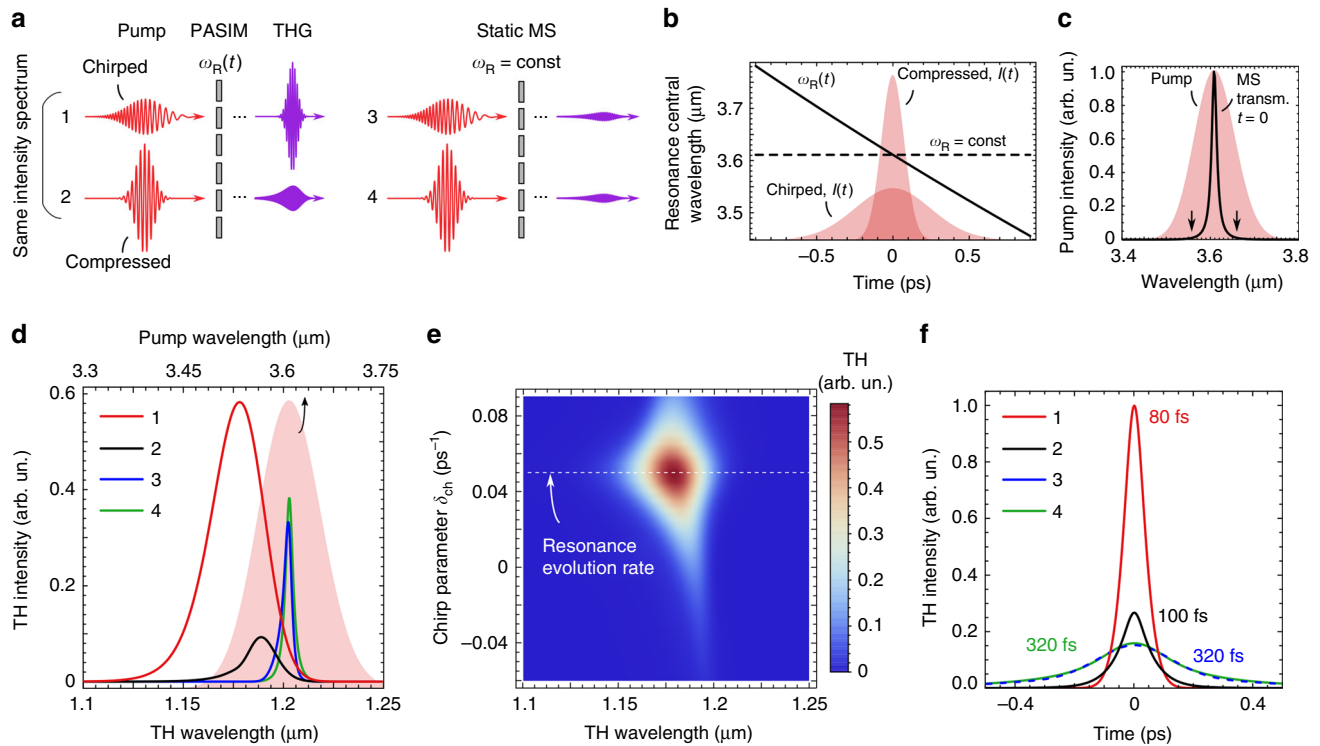 a
Pump PASIM THG Static MS
Chirped ωR(t) ωR = const
Same intensity spectrum
1 ... 3 ...
2 ... 4 ...
Compressed
b
Resonance central
wavelength (μm)
3.7
3.6
3.5
ωR(t)
Compressed, I(t)
ωR = const
Chirped, I(t)
−0.5 0 0.5
Time (ps)
c
Pump intensity (arb. un.)
1.0
0.8
0.6
0.4
0.2
0
Pump
MS
transm.
t = 0
3.4 3.6 3.8
Wavelength (μm)
d
Pump wavelength (μm)
3.3 3.45 3.6 3.75
TH intensity (arb. un.)
0.6
0.4
0.2
0
1
2
3
4
1.1 1.15 1.2 1.25
TH wavelength (μm)
e
Chirp parameter δch (ps−1)
0.08
0.04
0
−0.04
Resonance
evolution rate
1.1 1.15 1.2 1.25
TH wavelength (μm)
TH
(arb. un.)
0.5
0.4
0.3
0.2
0.1
0
f
TH intensity (arb. un.)
1.0
0.8
0.6
0.4
0.2
0.0
1
2
3
4
80 fs
100 fs
320 fs
320 fs
−0.4 0 0.4
Time (ps)